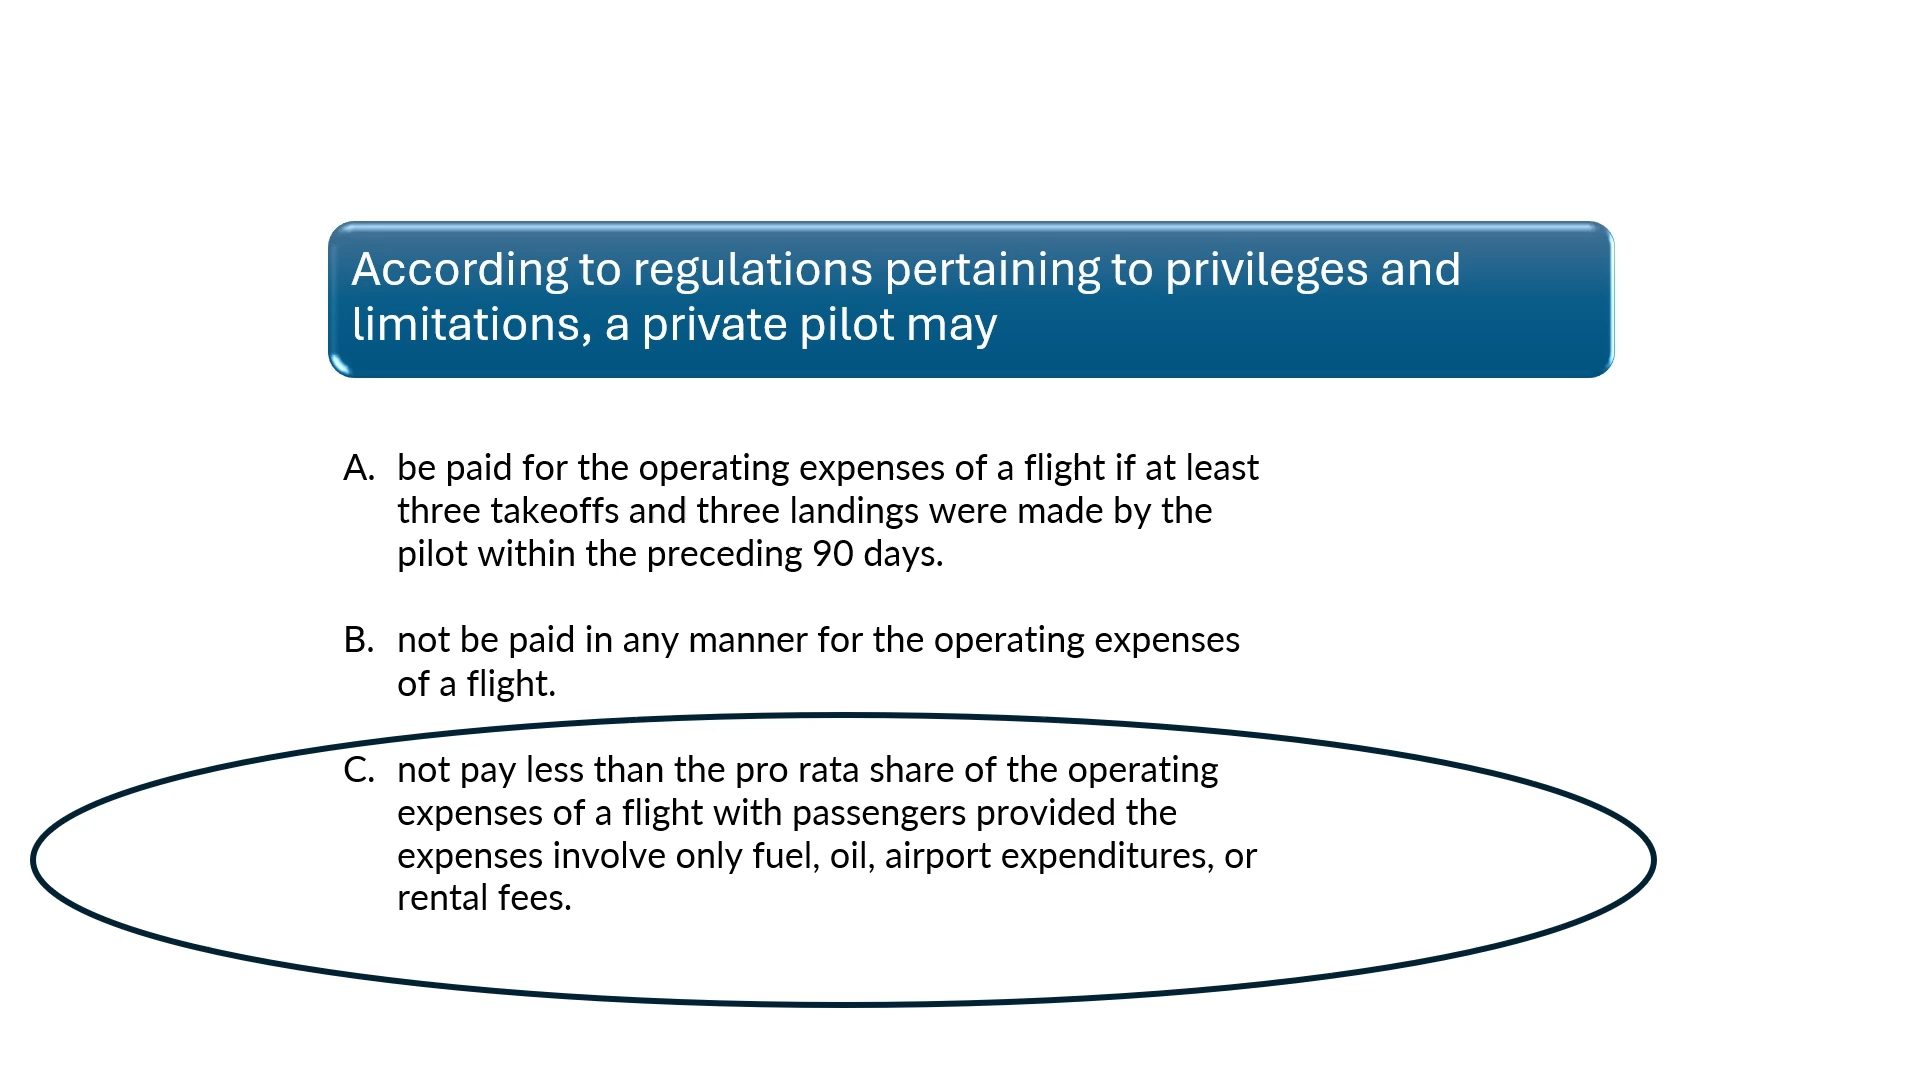 According to regulations pertaining to privileges and
limitations, a private pilot may
A. be paid for the operating expenses of a flight if at least
three takeoffs and three landings were made by the
pilot within the preceding 90 days.
B. not be paid in any manner for the operating expenses
of a flight.
C. not pay less than the pro rata share of the operating
expenses of a flight with passengers provided the
expenses involve only fuel, oil, airport expenditures, or
rental fees.